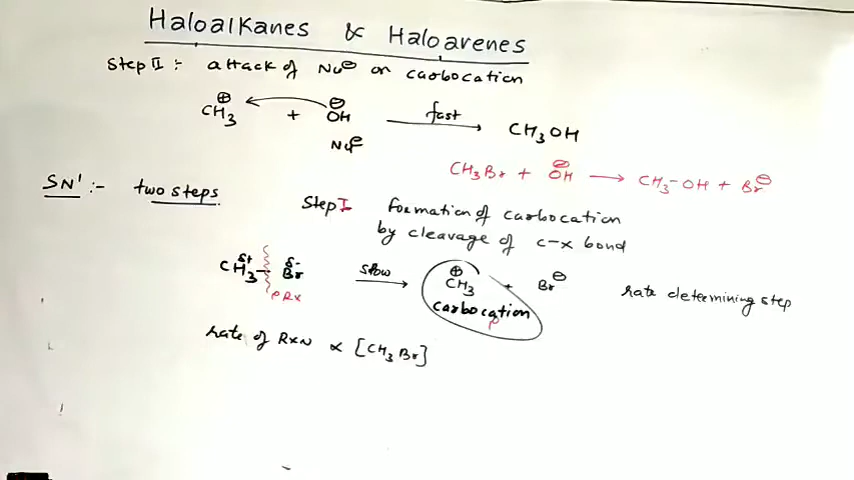 Haloalkanes & Haloarenes
Step II :- attack of Nu⊖ on carbocation
CH₃⊕ + ⊖OH → fast CH₃OH
Nu⊖
CH₃Br + ⊖OH → CH₃-OH + Br⊖
SN¹ :- two steps
Step I formation of carbocation
by cleavage of c-x bond
δ+ δ-
CH₃ Br slow → ⊕CH₃ + Br⊖ rate determining step
carbocation
rate of RXN ∝ [CH₃Br]